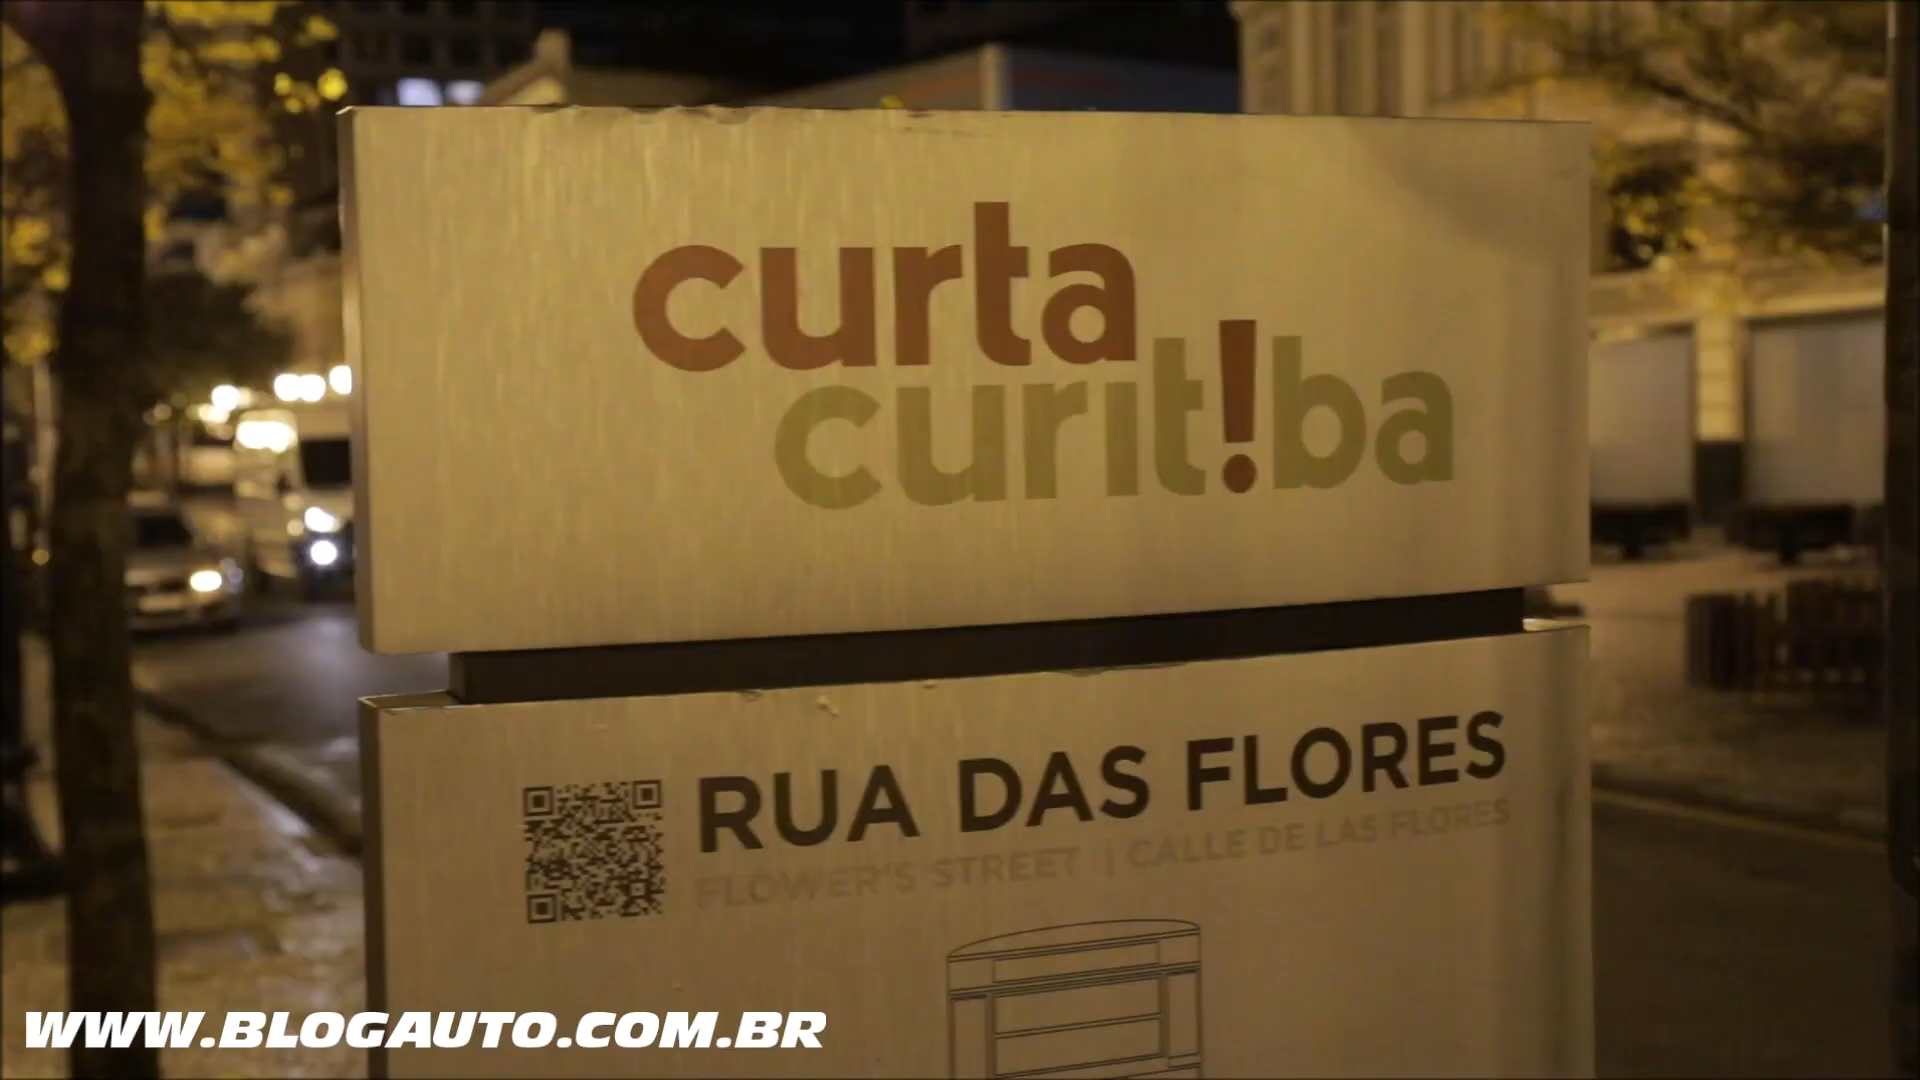 curta
curit!ba
RUA DAS FLORES
FLOWER'S STREET | CALLE DE LAS FLORES
WWW.BLOGAUTO.COM.BR